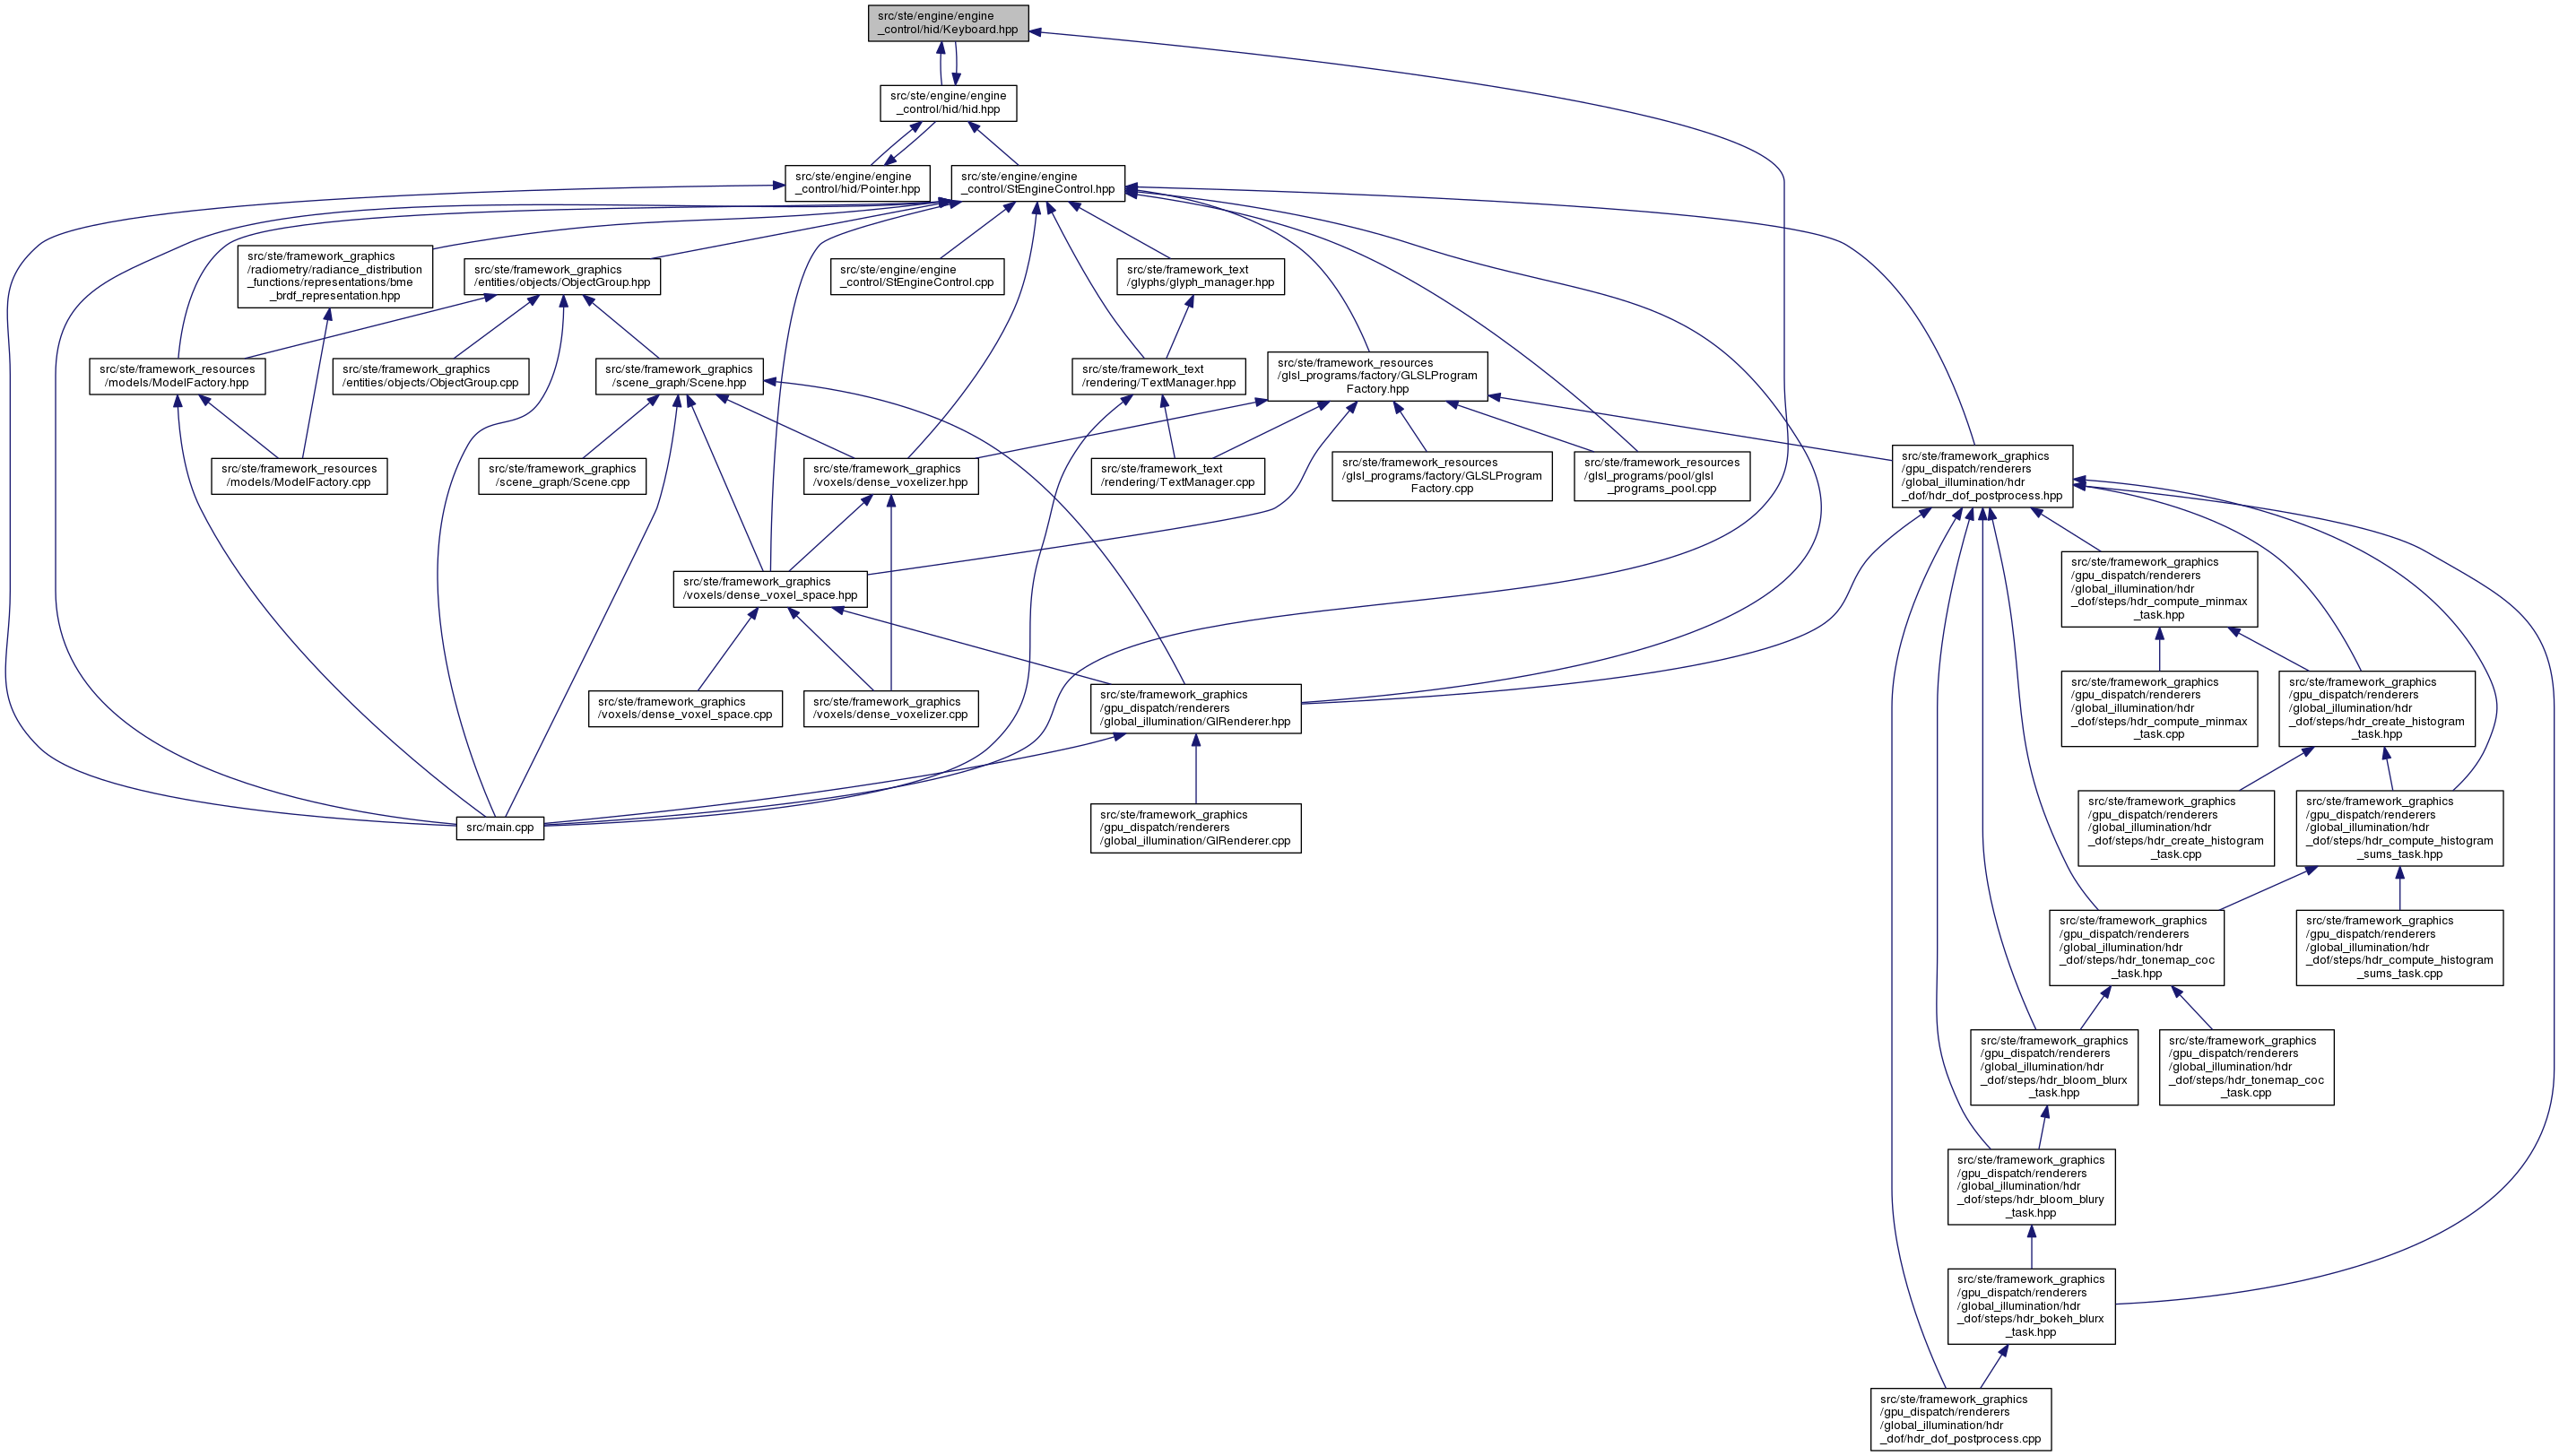 src/ste/engine/engine
_control/hid/Keyboard.hpp
src/ste/engine/engine
_control/hid/hid.hpp
src/ste/engine/engine
_control/hid/Pointer.hpp
src/ste/engine/engine
_control/StEngineControl.hpp
src/ste/framework_graphics
/radiometry/radiance_distribution
_functions/representations/bme
_brdf_representation.hpp
src/ste/framework_graphics
/entities/objects/ObjectGroup.hpp
src/ste/engine/engine
_control/StEngineControl.cpp
src/ste/framework_text
/glyphs/glyph_manager.hpp
src/ste/framework_resources
/models/ModelFactory.hpp
src/ste/framework_graphics
/entities/objects/ObjectGroup.cpp
src/ste/framework_graphics
/scene_graph/Scene.hpp
src/ste/framework_text
/rendering/TextManager.hpp
src/ste/framework_resources
/glsl_programs/factory/GLSLProgram
Factory.hpp
src/ste/framework_resources
/models/ModelFactory.cpp
src/ste/framework_graphics
/scene_graph/Scene.cpp
src/ste/framework_graphics
/voxels/dense_voxelizer.hpp
src/ste/framework_text
/rendering/TextManager.cpp
src/ste/framework_resources
/glsl_programs/factory/GLSLProgram
Factory.cpp
src/ste/framework_resources
/glsl_programs/pool/glsl
_programs_pool.cpp
src/ste/framework_graphics
/gpu_dispatch/renderers
/global_illumination/hdr
_dof/hdr_dof_postprocess.hpp
src/ste/framework_graphics
/voxels/dense_voxel_space.hpp
src/ste/framework_graphics
/gpu_dispatch/renderers
/global_illumination/hdr
_dof/steps/hdr_compute_minmax
_task.hpp
src/ste/framework_graphics
/voxels/dense_voxel_space.cpp
src/ste/framework_graphics
/voxels/dense_voxelizer.cpp
src/ste/framework_graphics
/gpu_dispatch/renderers
/global_illumination/GIRenderer.hpp
src/ste/framework_graphics
/gpu_dispatch/renderers
/global_illumination/hdr
_dof/steps/hdr_compute_minmax
_task.cpp
src/ste/framework_graphics
/gpu_dispatch/renderers
/global_illumination/hdr
_dof/steps/hdr_create_histogram
_task.hpp
src/main.cpp
src/ste/framework_graphics
/gpu_dispatch/renderers
/global_illumination/GIRenderer.cpp
src/ste/framework_graphics
/gpu_dispatch/renderers
/global_illumination/hdr
_dof/steps/hdr_create_histogram
_task.cpp
src/ste/framework_graphics
/gpu_dispatch/renderers
/global_illumination/hdr
_dof/steps/hdr_compute_histogram
_sums_task.hpp
src/ste/framework_graphics
/gpu_dispatch/renderers
/global_illumination/hdr
_dof/steps/hdr_tonemap_coc
_task.hpp
src/ste/framework_graphics
/gpu_dispatch/renderers
/global_illumination/hdr
_dof/steps/hdr_compute_histogram
_sums_task.cpp
src/ste/framework_graphics
/gpu_dispatch/renderers
/global_illumination/hdr
_dof/steps/hdr_bloom_blurx
_task.hpp
src/ste/framework_graphics
/gpu_dispatch/renderers
/global_illumination/hdr
_dof/steps/hdr_tonemap_coc
_task.cpp
src/ste/framework_graphics
/gpu_dispatch/renderers
/global_illumination/hdr
_dof/steps/hdr_bloom_blury
_task.hpp
src/ste/framework_graphics
/gpu_dispatch/renderers
/global_illumination/hdr
_dof/steps/hdr_bokeh_blurx
_task.hpp
src/ste/framework_graphics
/gpu_dispatch/renderers
/global_illumination/hdr
_dof/hdr_dof_postprocess.cpp